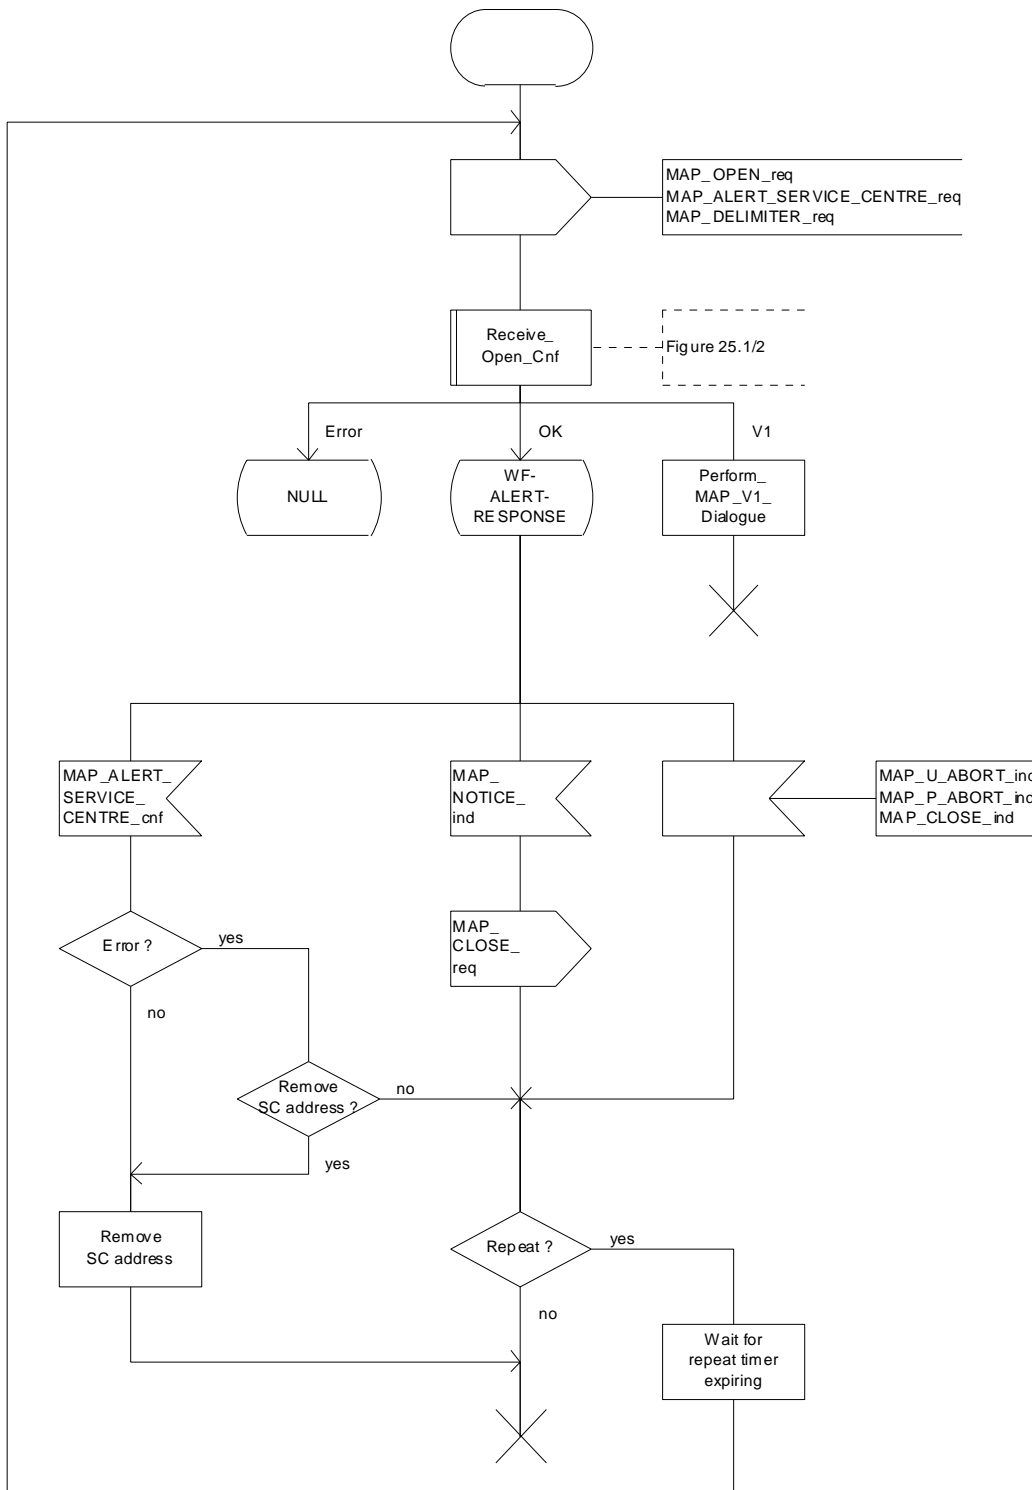 MAP_OPEN_req
MAP_ALERT_SERVICE_CENTRE_req
MAP_DELIMITER_req
Receive_
Open_Cnf
Figure 25.1/2
Error
OK
V1
NULL
WF-
ALERT-
RESPONSE
Perform_
MAP_V1_
Dialogue
MAP_ALERT_
SERVICE_
CENTRE_cnf
MAP_
NOTICE_
ind
MAP_U_ABORT_ind
MAP_P_ABORT_ind
MAP_CLOSE_ind
Error ?
yes
no
MAP_
CLOSE_
req
Remove
SC address ?
no
yes
Remove
SC address
Repeat ?
yes
no
Wait for
repeat timer
expiring